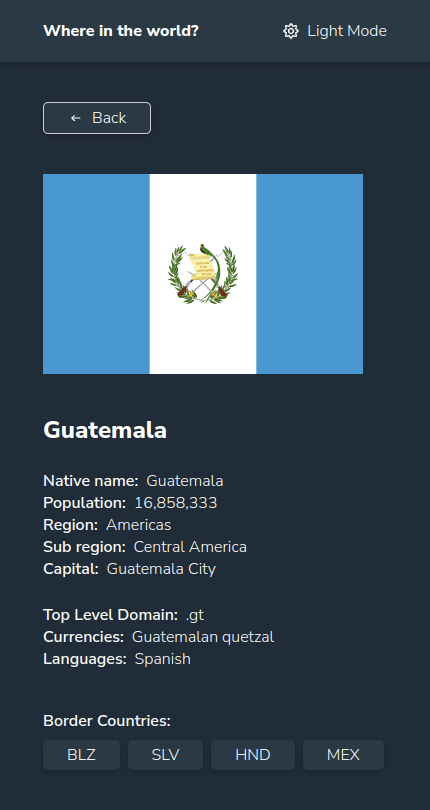 Where in the world?
Light Mode
← Back
Guatemala
Native name: Guatemala
Population: 16,858,333
Region: Americas
Sub region: Central America
Capital: Guatemala City
Top Level Domain: .gt
Currencies: Guatemalan quetzal
Languages: Spanish
Border Countries:
BLZ SLV HND MEX